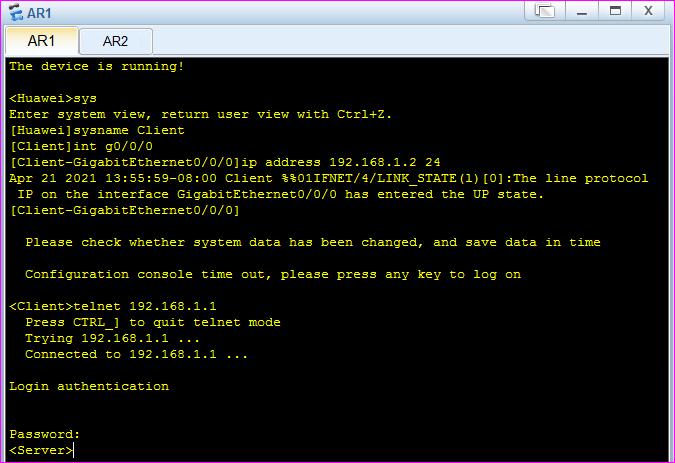 AR1
X
AR1
AR2
The device is running!
<Huawei>sys
Enter system view, return user view with Ctrl+Z.
[Huawei]sysname Client
[Client]int g0/0/0
[Client-GigabitEthernet0/0/0]ip address 192.168.1.2 24
Apr 21 2021 13:55:59-08:00 Client %%01IFNET/4/LINK_STATE(l)[0]:The line protocol
IP on the interface GigabitEthernet0/0/0 has entered the UP state.
[Client-GigabitEthernet0/0/0]
Please check whether system data has been changed, and save data in time
Configuration console time out, please press any key to log on
<Client>telnet 192.168.1.1
Press CTRL_] to quit telnet mode
Trying 192.168.1.1 ...
Connected to 192.168.1.1 ...
Login authentication
Password:
<Server>